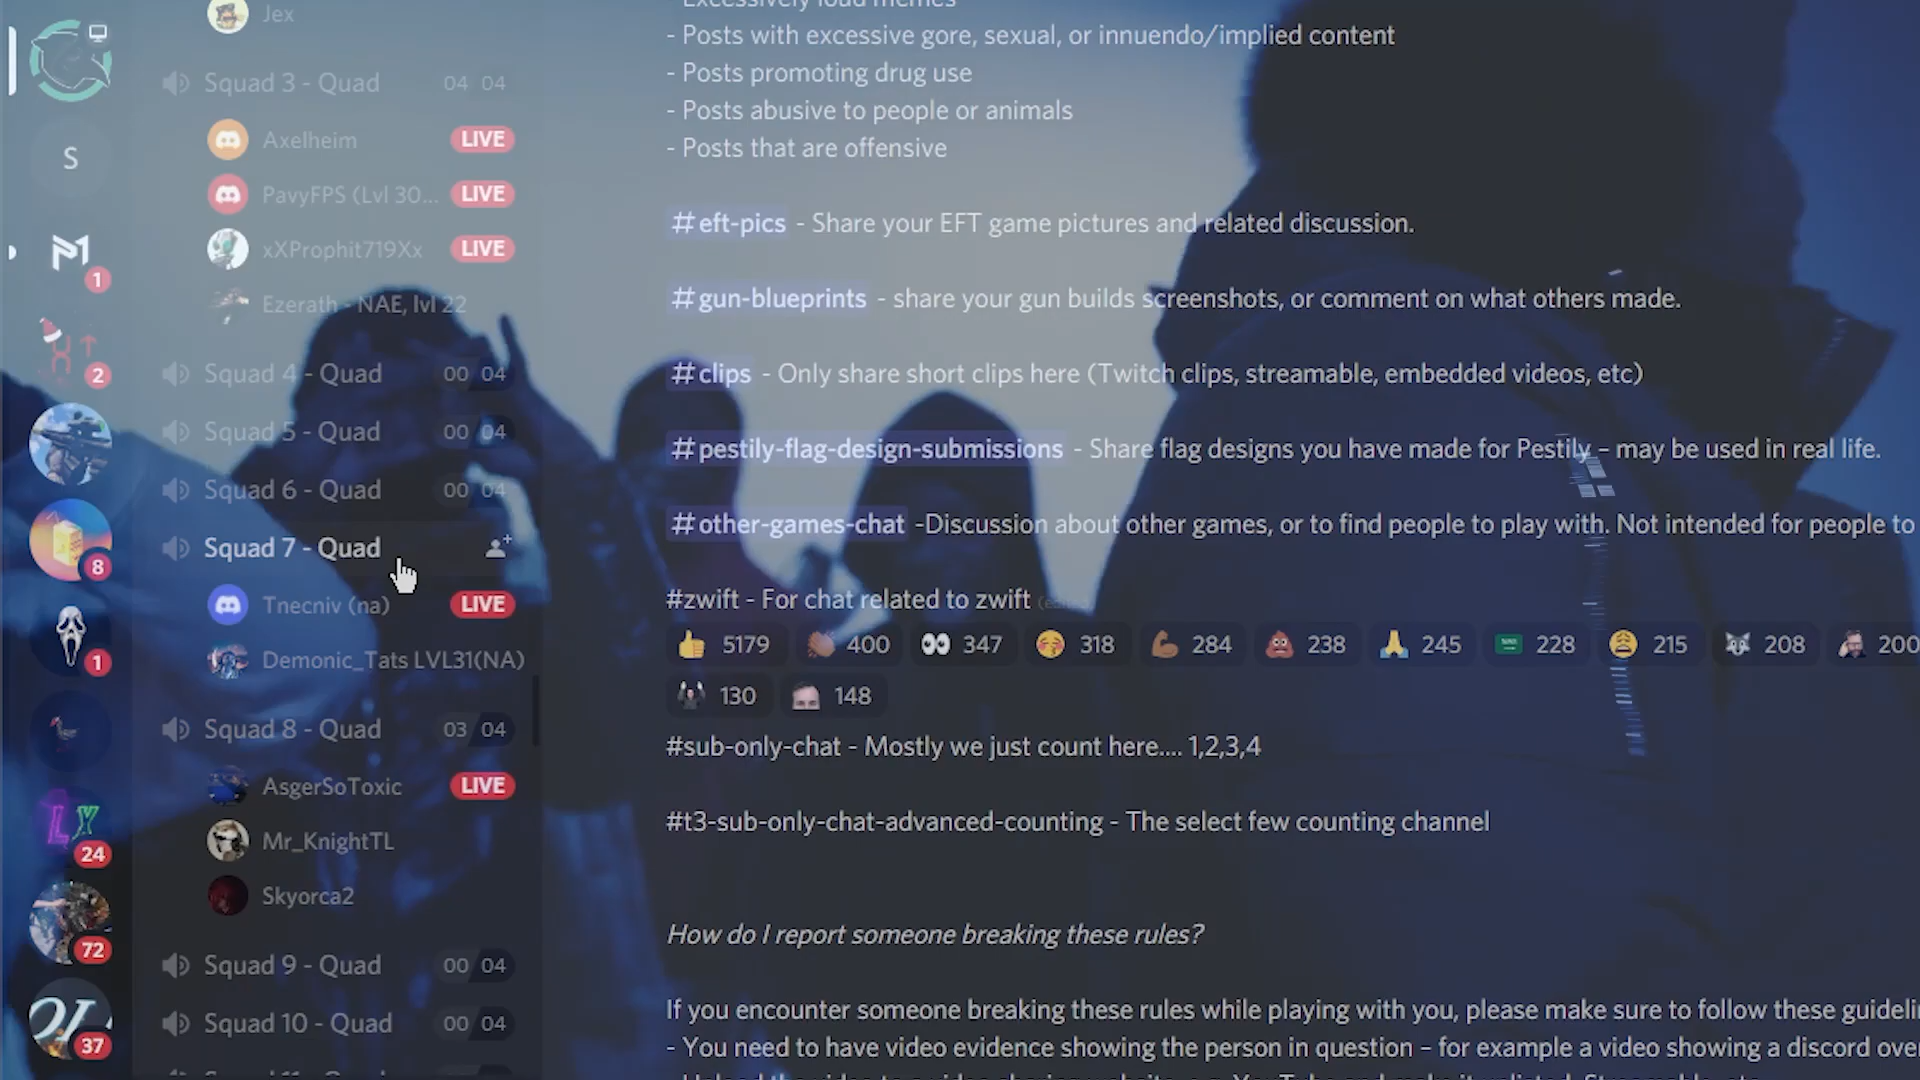 Jex
Squad 3 - Quad 04 04
Axelheim LIVE
PavyFPS (Lvl 30... LIVE
xXProphit719Xx LIVE
Ezerath - NAE, lvl 22
Squad 4 - Quad 00 04
Squad 5 - Quad 00 04
Squad 6 - Quad 00 04
Squad 7 - Quad
Tnecniv (na) LIVE
Demonic_Tats LVL31(NA)
Squad 8 - Quad 03 04
AsgerSoToxic LIVE
Mr_KnightTL
Skyorca2
Squad 9 - Quad 00 04
Squad 10 - Quad 00 04
S
1
2
8
1
LY
24
72
37
- Excessively loud memes
- Posts with excessive gore, sexual, or innuendo/implied content
- Posts promoting drug use
- Posts abusive to people or animals
- Posts that are offensive
#eft-pics - Share your EFT game pictures and related discussion.
#gun-blueprints - share your gun builds screenshots, or comment on what others made.
#clips - Only share short clips here (Twitch clips, streamable, embedded videos, etc)
#pestily-flag-design-submissions - Share flag designs you have made for Pestily – may be used in real life.
#other-games-chat -Discussion about other games, or to find people to play with. Not intended for people to
#zwift - For chat related to zwift (edited)
5179 400 347 318 284 238 245 228 215 208 200
130 148
#sub-only-chat - Mostly we just count here.... 1,2,3,4
#t3-sub-only-chat-advanced-counting - The select few counting channel
How do I report someone breaking these rules?
If you encounter someone breaking these rules while playing with you, please make sure to follow these guideli
- You need to have video evidence showing the person in question – for example a video showing a discord over